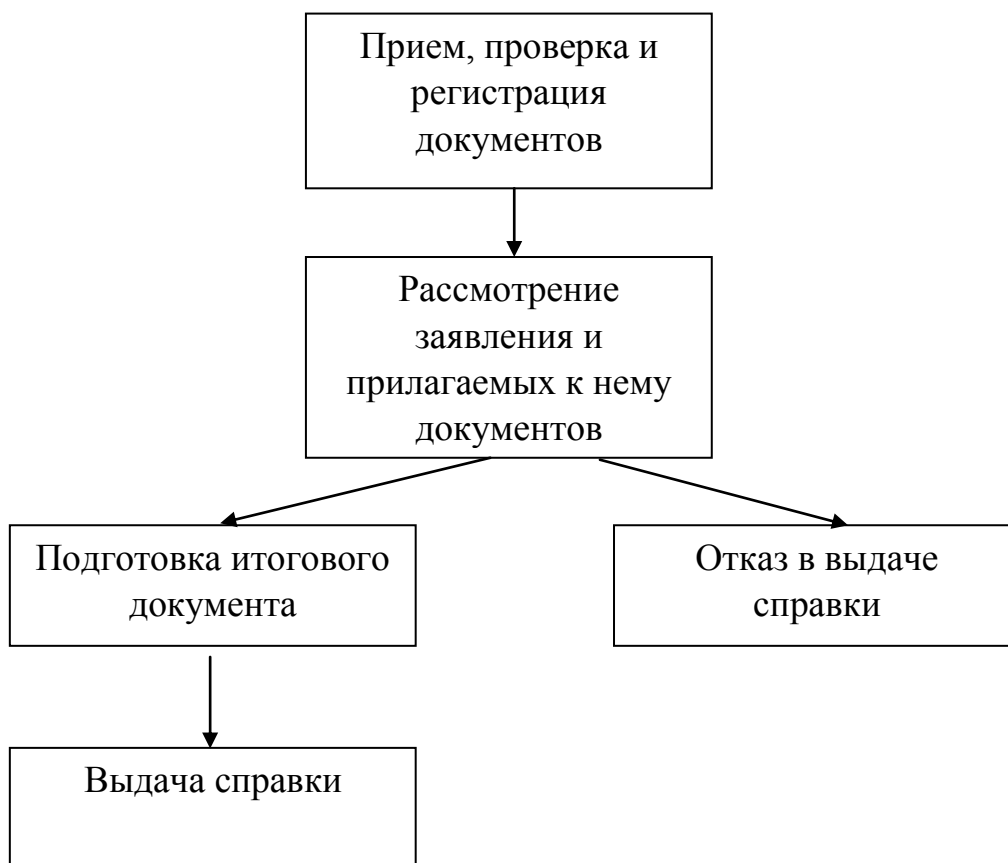 Прием, проверка и
регистрация
документов
Рассмотрение
заявления и
прилагаемых к нему
документов
Подготовка итогового
документа
Отказ в выдаче
справки
Выдача справки